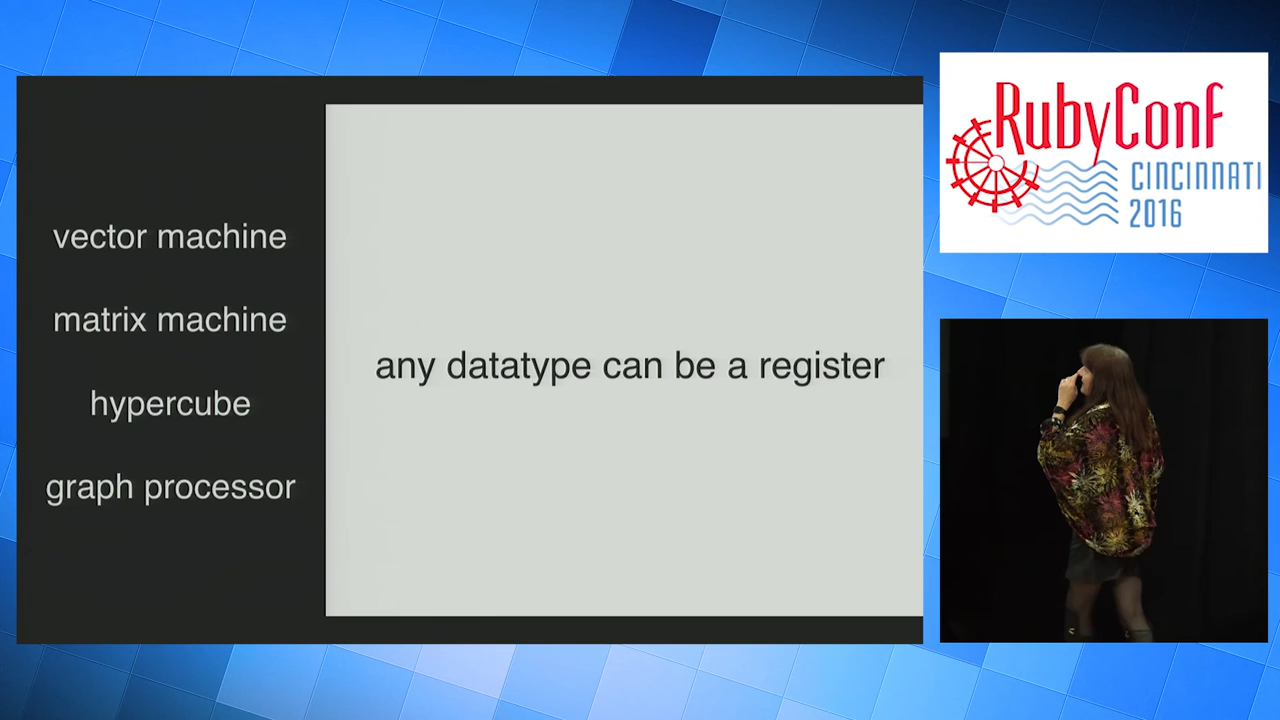 vector machine
matrix machine
hypercube
graph processor
any datatype can be a register
RubyConf
CINCINNATI
2016